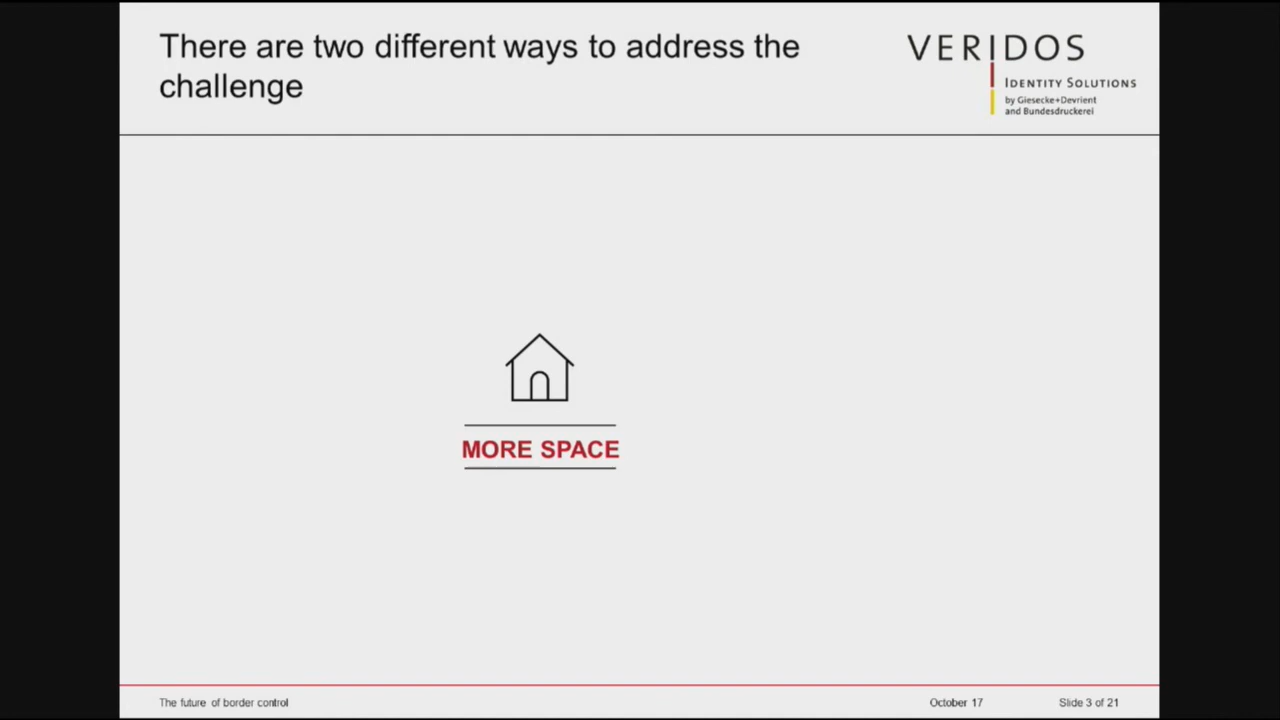 There are two different ways to address the
challenge
VERIDOS
IDENTITY SOLUTIONS
by Giesecke+Devrient
and Bundesdruckerei
MORE SPACE
The future of border control
October 17
Slide 3 of 21